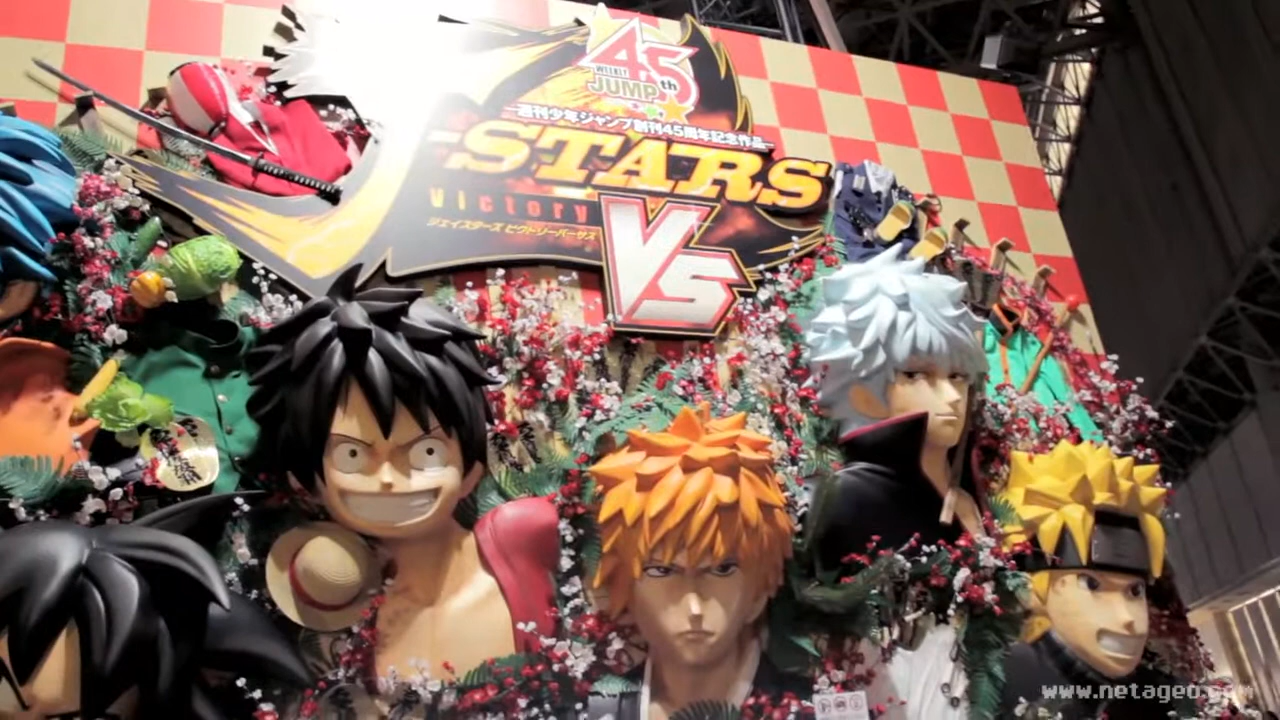 45th
WEEKLY
JUMP
週刊少年ジャンプ創刊45周年記念作品
-STARS
Victory
ジェイスターズ ビクトリーバーサス
VS
www.netageo.com